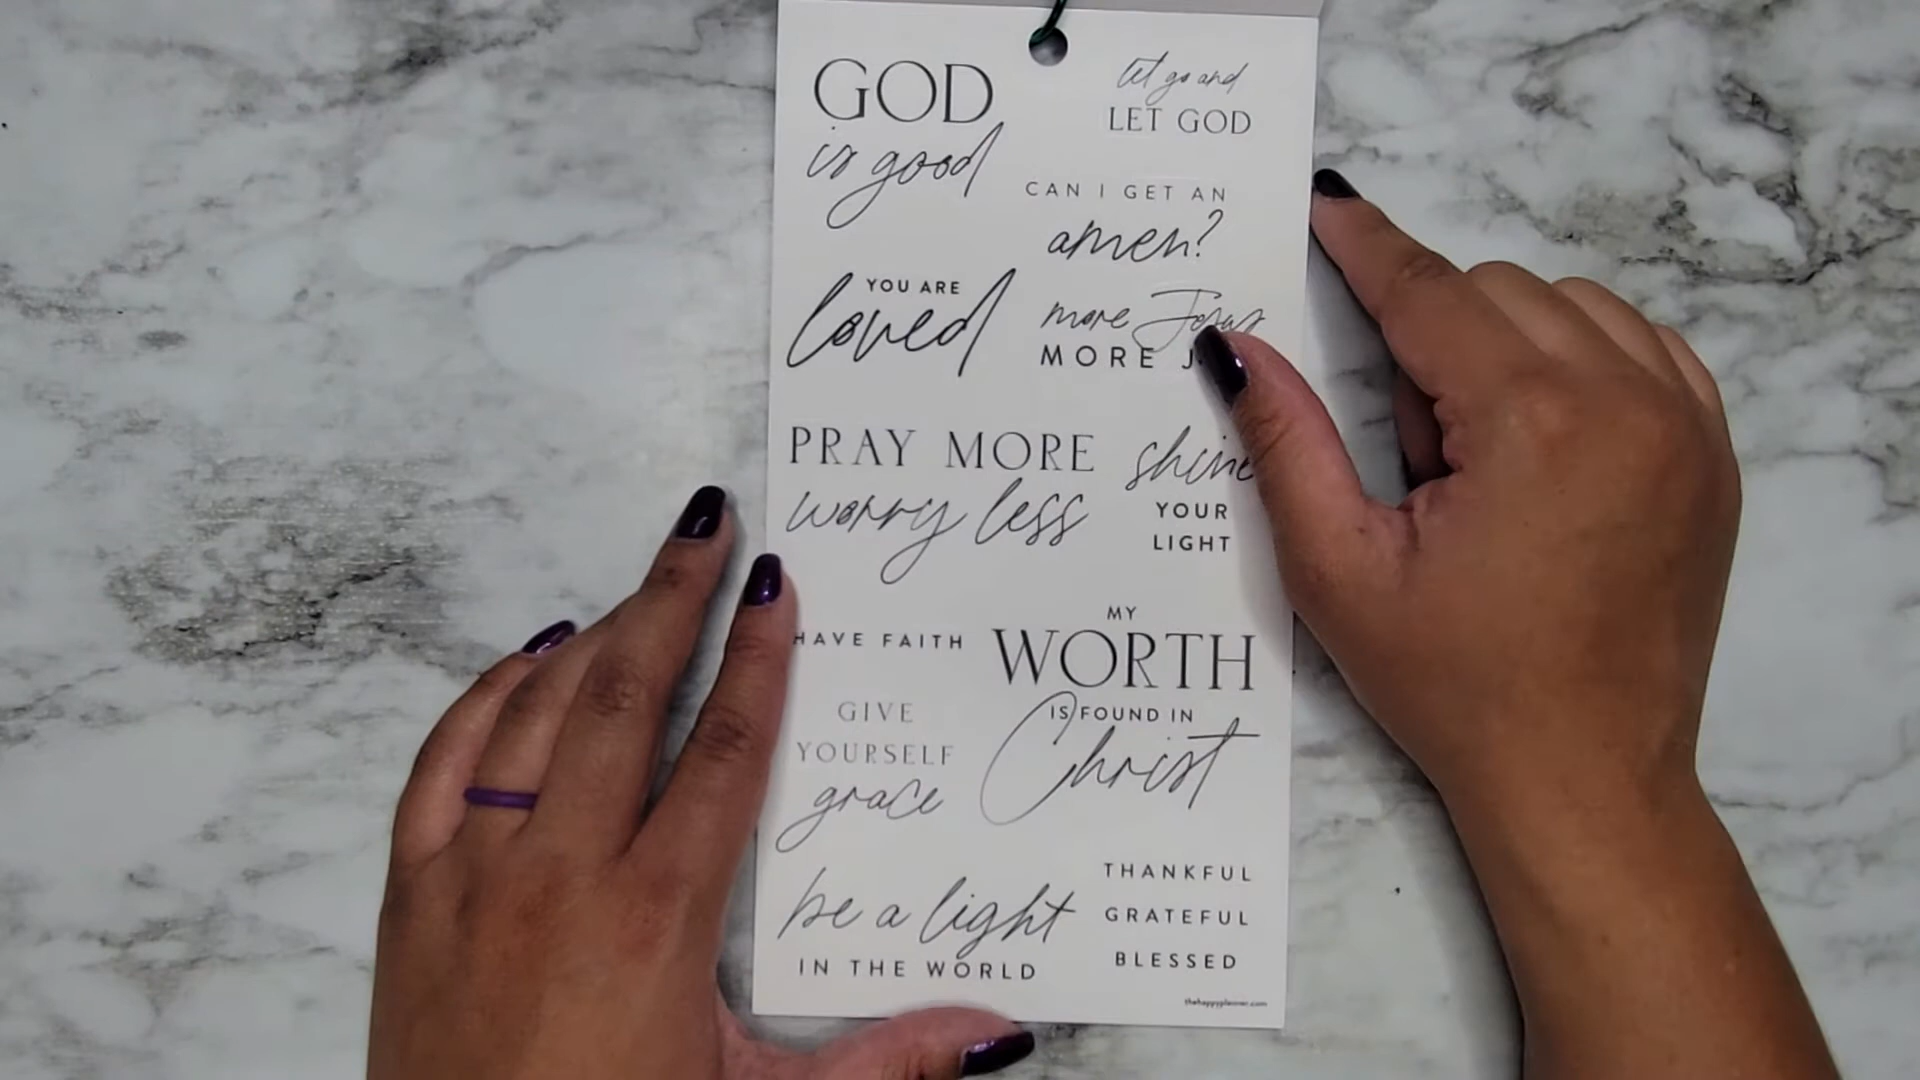 GOD
is good
let go and
LET GOD
CAN I GET AN
amen?
YOU ARE
loved
more Jesus
MORE J
PRAY MORE
worry less
shine
YOUR
LIGHT
HAVE FAITH
MY
WORTH
IS FOUND IN
Christ
GIVE
YOURSELF
grace
be a light
IN THE WORLD
THANKFUL
GRATEFUL
BLESSED
thehappyplanner.com